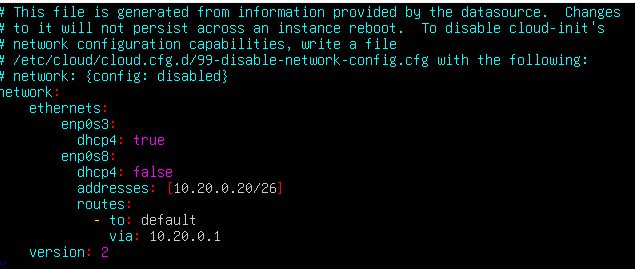 # This file is generated from information provided by the datasource.  Changes
# to it will not persist across an instance reboot.  To disable cloud-init's
# network configuration capabilities, write a file
# /etc/cloud/cloud.cfg.d/99-disable-network-config.cfg with the following:
# network: {config: disabled}
network:
    ethernets:
        enp0s3:
          dhcp4: true
        enp0s8:
          dhcp4: false
          addresses: [10.20.0.20/26]
          routes:
            - to: default
              via: 10.20.0.1
    version: 2
~